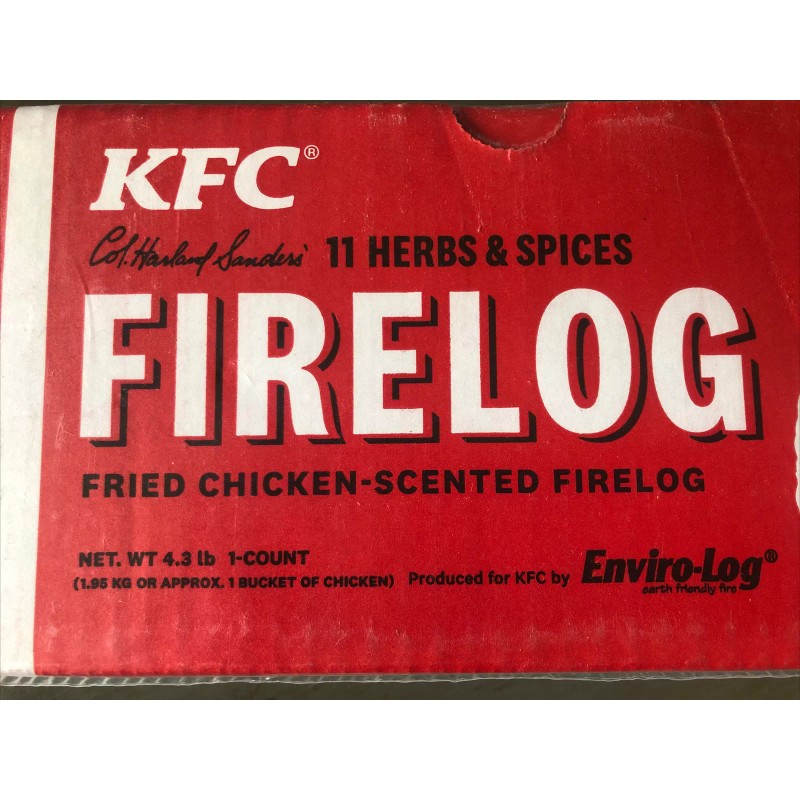 KFC®
Col. Harland Sanders' 11 HERBS & SPICES
FIRELOG
FRIED CHICKEN-SCENTED FIRELOG
NET. WT 4.3 lb 1-COUNT
(1.95 KG OR APPROX. 1 BUCKET OF CHICKEN) Produced for KFC by Enviro-Log®
earth friendly fire